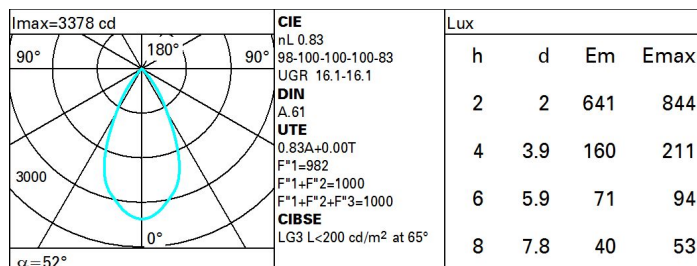 Imax=3378 cd
90° 180° 90°
3000
0°
α=52°
CIE
nL 0.83
98-100-100-100-83
UGR 16.1-16.1
DIN
A.61
UTE
0.83A+0.00T
F"1=982
F"1+F"2=1000
F"1+F"2+F"3=1000
CIBSE
LG3 L<200 cd/m² at 65°
Lux
h d Em Emax
2 2 641 844
4 3.9 160 211
6 5.9 71 94
8 7.8 40 53